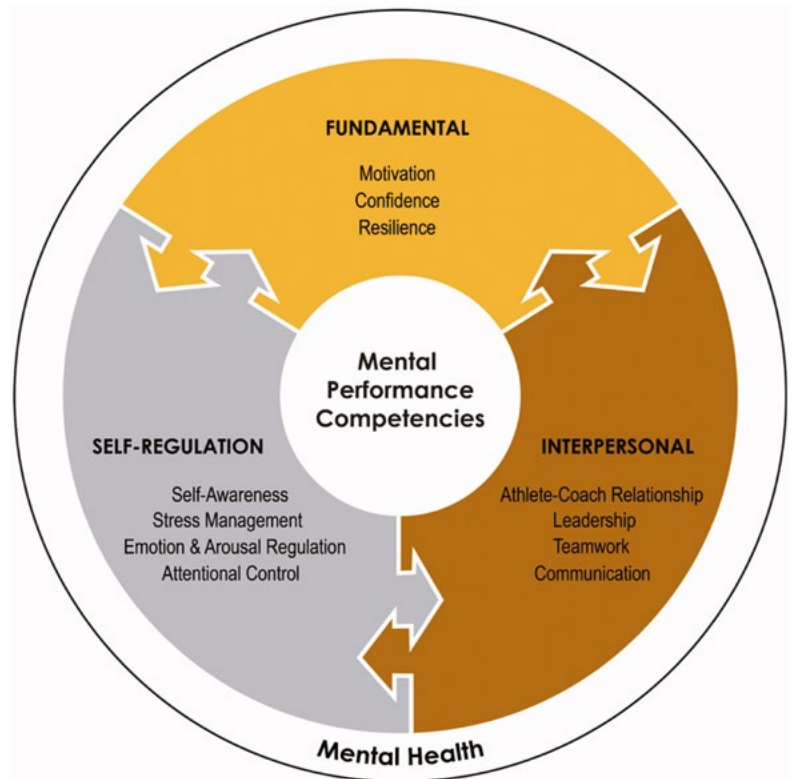 FUNDAMENTAL
Motivation
Confidence
Resilience
Mental
Performance
Competencies
SELF-REGULATION
Self-Awareness
Stress Management
Emotion & Arousal Regulation
Attentional Control
INTERPERSONAL
Athlete-Coach Relationship
Leadership
Teamwork
Communication
Mental Health